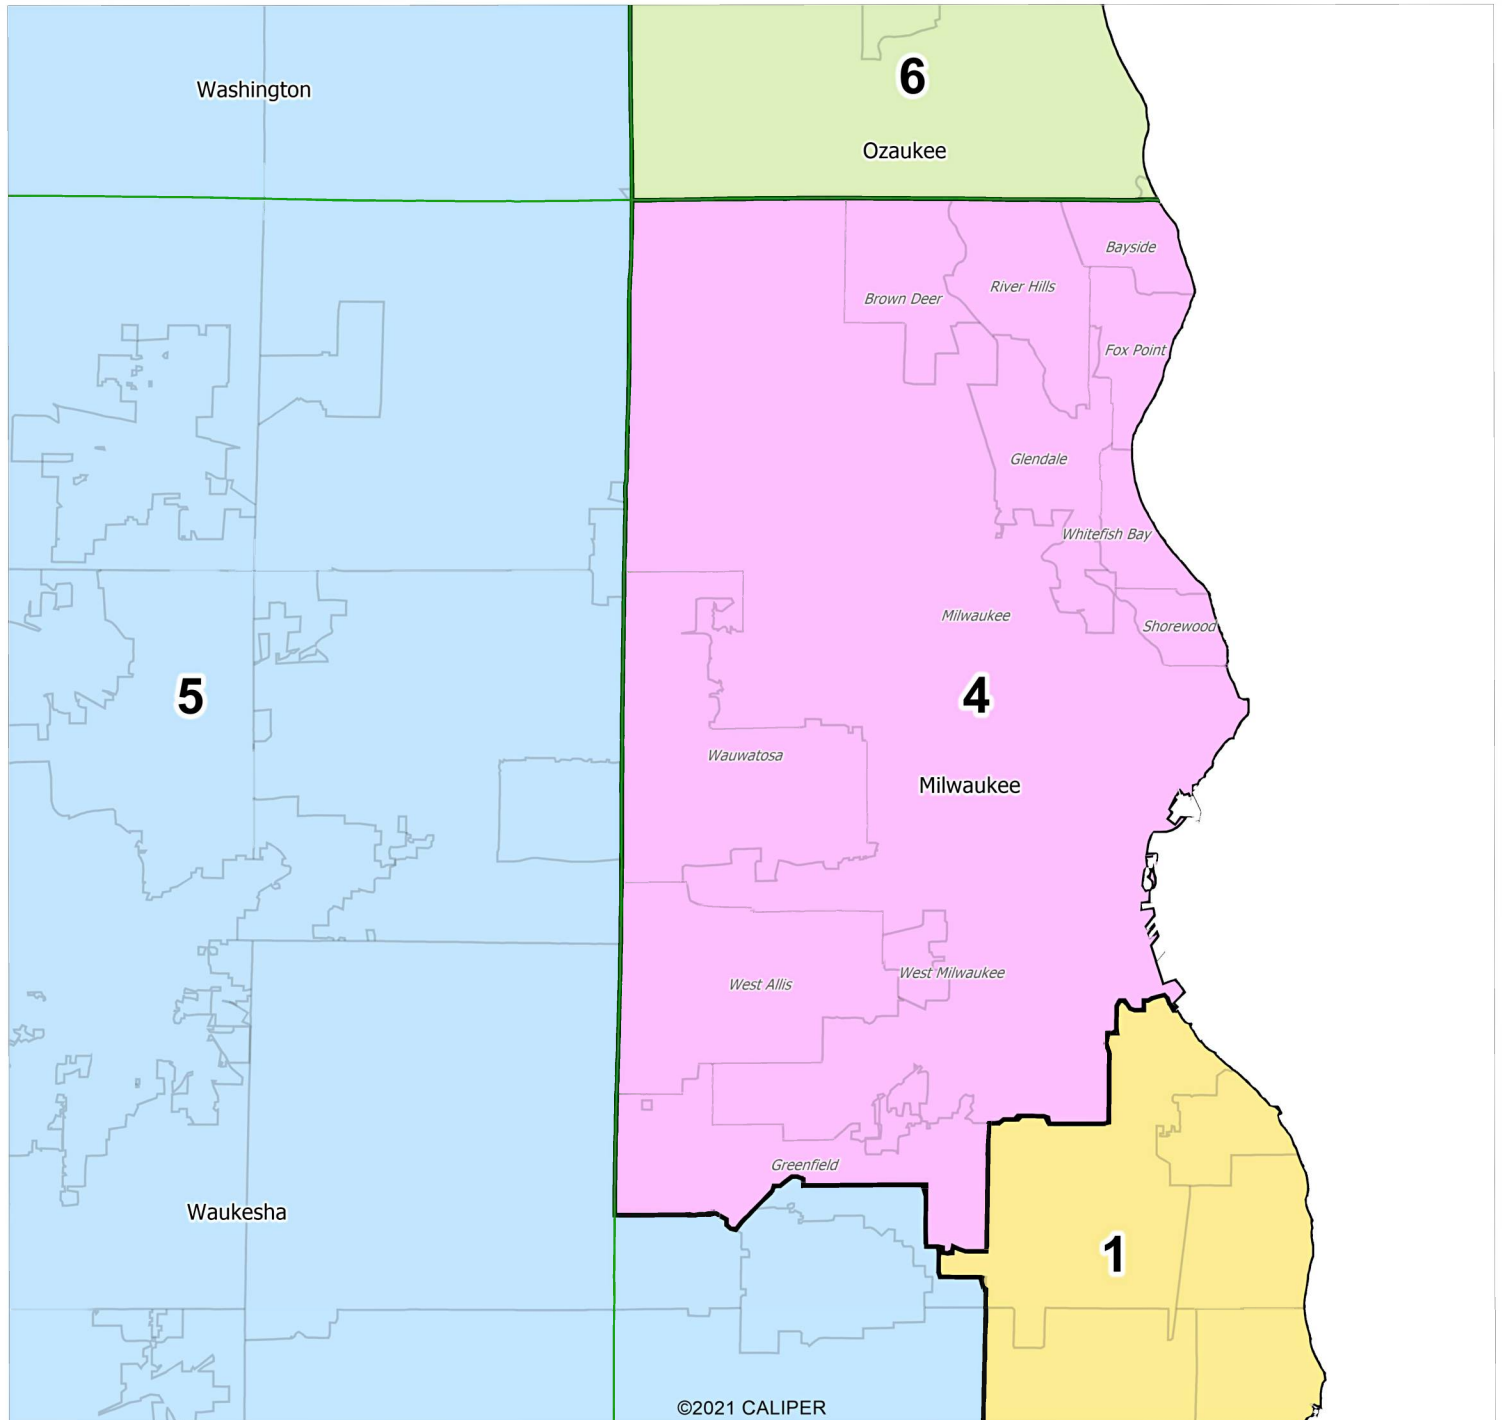 6
Washington
Ozaukee
Bayside
River Hills
Brown Deer
Fox Point
Glendale
Whitefish Bay
Milwaukee
Shorewood
5
4
Wauwatosa
Milwaukee
West Milwaukee
West Allis
Greenfield
Waukesha
1
©2021 CALIPER